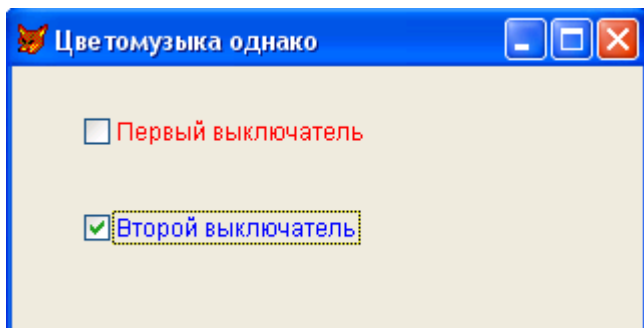 Цветомузыка однако
Первый выключатель
Второй выключатель